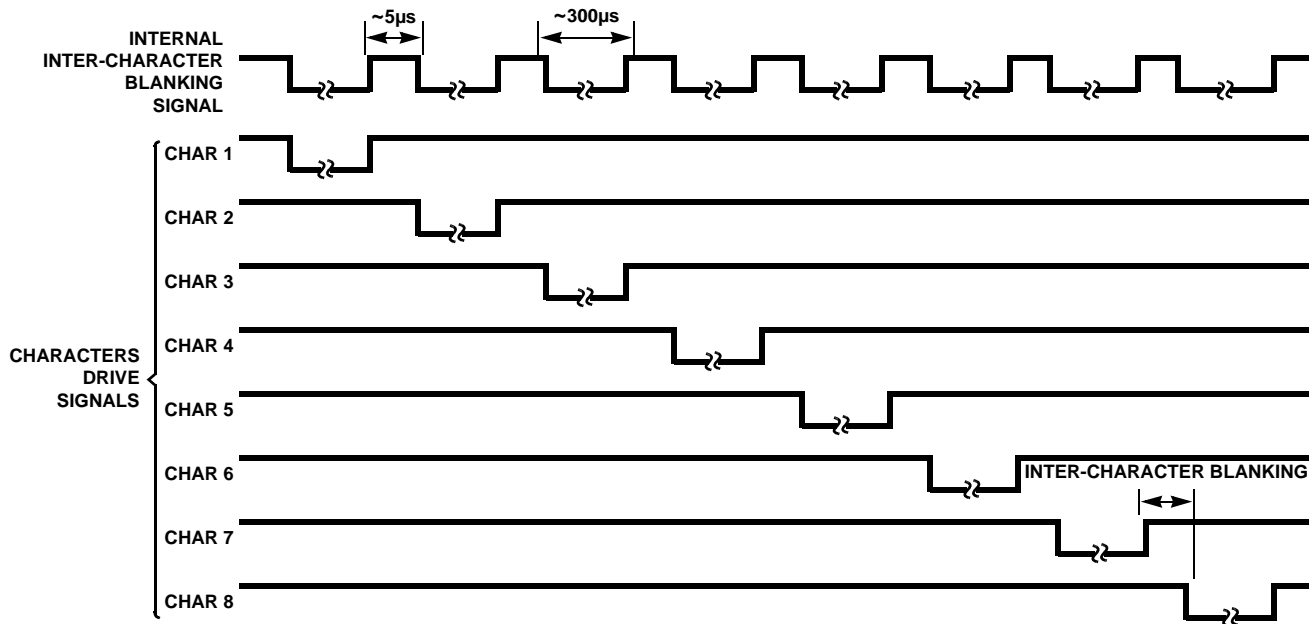 ~5µs
~300µs
INTERNAL
INTER-CHARACTER
BLANKING
SIGNAL
CHAR 1
CHAR 2
CHAR 3
CHAR 4
CHARACTERS
DRIVE
SIGNALS
CHAR 5
CHAR 6
INTER-CHARACTER BLANKING
CHAR 7
CHAR 8